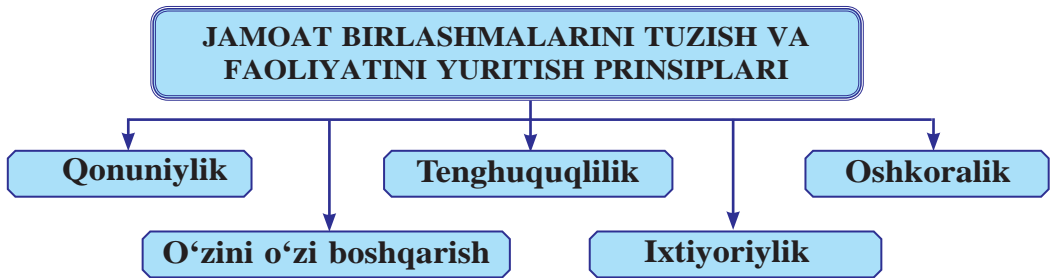 JAMOAT BIRLASHMALARINI TUZISH VA
FAOLIYATINI YURITISH PRINSIPLARI
Qonuniylik
Tenghuquqlilik
Oshkoralik
O‘zini o‘zi boshqarish
Ixtiyoriylik